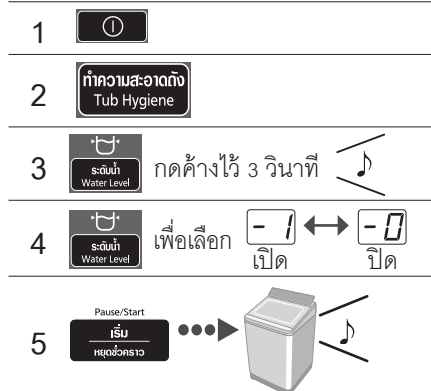 1
2 ทำความสะอาดถัง
Tub Hygiene
3 ระดับน้ำ
Water Level
กดค้างไว้ 3 วินาที
4 ระดับน้ำ
Water Level
เพื่อเลือก - 1 - 0
เปิด ปิด
Pause/Start
5 เริ่ม
หยุดชั่วคราว